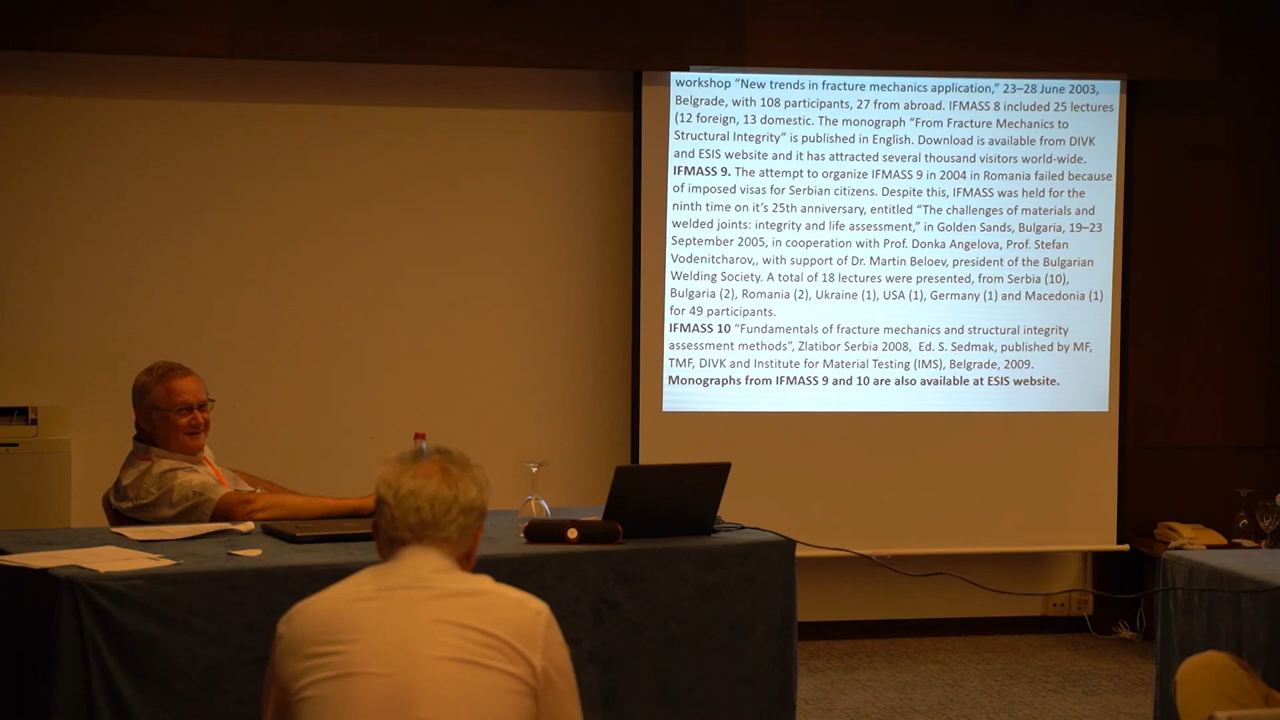 workshop “New trends in fracture mechanics application,” 23–28 June 2003,
Belgrade, with 108 participants, 27 from abroad. IFMASS 8 included 25 lectures
(12 foreign, 13 domestic. The monograph “From Fracture Mechanics to
Structural Integrity” is published in English. Download is available from DIVK
and ESIS website and it has attracted several thousand visitors world-wide.
IFMASS 9. The attempt to organize IFMASS 9 in 2004 in Romania failed because
of imposed visas for Serbian citizens. Despite this, IFMASS was held for the
ninth time on it’s 25th anniversary, entitled “The challenges of materials and
welded joints: integrity and life assessment,” in Golden Sands, Bulgaria, 19–23
September 2005, in cooperation with Prof. Donka Angelova, Prof. Stefan
Vodenitcharov,, with support of Dr. Martin Beloev, president of the Bulgarian
Welding Society. A total of 18 lectures were presented, from Serbia (10),
Bulgaria (2), Romania (2), Ukraine (1), USA (1), Germany (1) and Macedonia (1)
for 49 participants.
IFMASS 10 “Fundamentals of fracture mechanics and structural integrity
assessment methods”, Zlatibor Serbia 2008, Ed. S. Sedmak, published by MF,
TMF, DIVK and Institute for Material Testing (IMS), Belgrade, 2009.
Monographs from IFMASS 9 and 10 are also available at ESIS website.